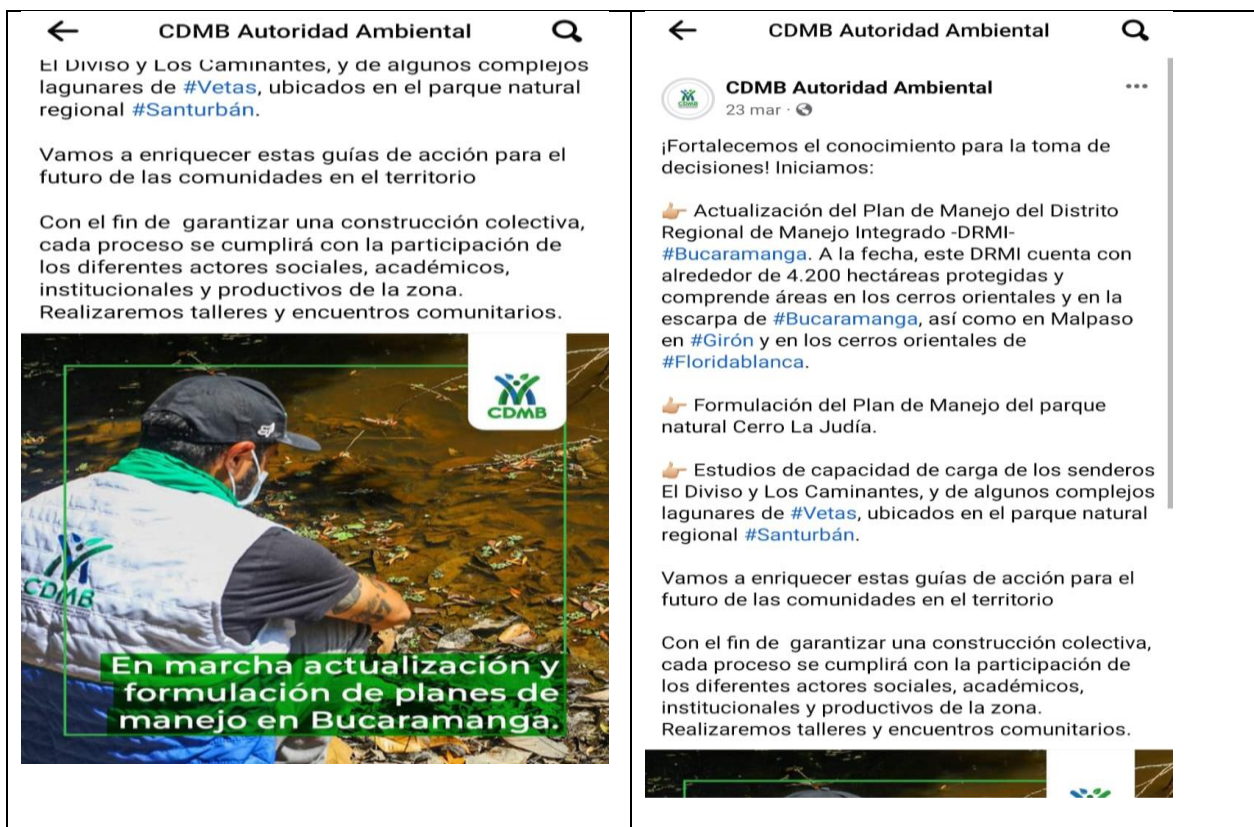 CDMB Autoridad Ambiental
El Diviso y Los Caminantes, y de algunos complejos
lagunares de #Vetas, ubicados en el parque natural
regional #Santurbán.
Vamos a enriquecer estas guías de acción para el
futuro de las comunidades en el territorio
Con el fin de garantizar una construcción colectiva,
cada proceso se cumplirá con la participación de
los diferentes actores sociales, académicos,
institucionales y productivos de la zona.
Realizaremos talleres y encuentros comunitarios.
CDMB
CDMB
En marcha actualización y
formulación de planes de
manejo en Bucaramanga.
CDMB Autoridad Ambiental
CDMB
CDMB Autoridad Ambiental
23 mar ·
¡Fortalecemos el conocimiento para la toma de
decisiones! Iniciamos:
👉🏼 Actualización del Plan de Manejo del Distrito
Regional de Manejo Integrado -DRMI-
#Bucaramanga. A la fecha, este DRMI cuenta con
alrededor de 4.200 hectáreas protegidas y
comprende áreas en los cerros orientales y en la
escarpa de #Bucaramanga, así como en Malpaso
en #Girón y en los cerros orientales de
#Floridablanca.
👉🏼 Formulación del Plan de Manejo del parque
natural Cerro La Judía.
👉🏼 Estudios de capacidad de carga de los senderos
El Diviso y Los Caminantes, y de algunos complejos
lagunares de #Vetas, ubicados en el parque natural
regional #Santurbán.
Vamos a enriquecer estas guías de acción para el
futuro de las comunidades en el territorio
Con el fin de garantizar una construcción colectiva,
cada proceso se cumplirá con la participación de
los diferentes actores sociales, académicos,
institucionales y productivos de la zona.
Realizaremos talleres y encuentros comunitarios.